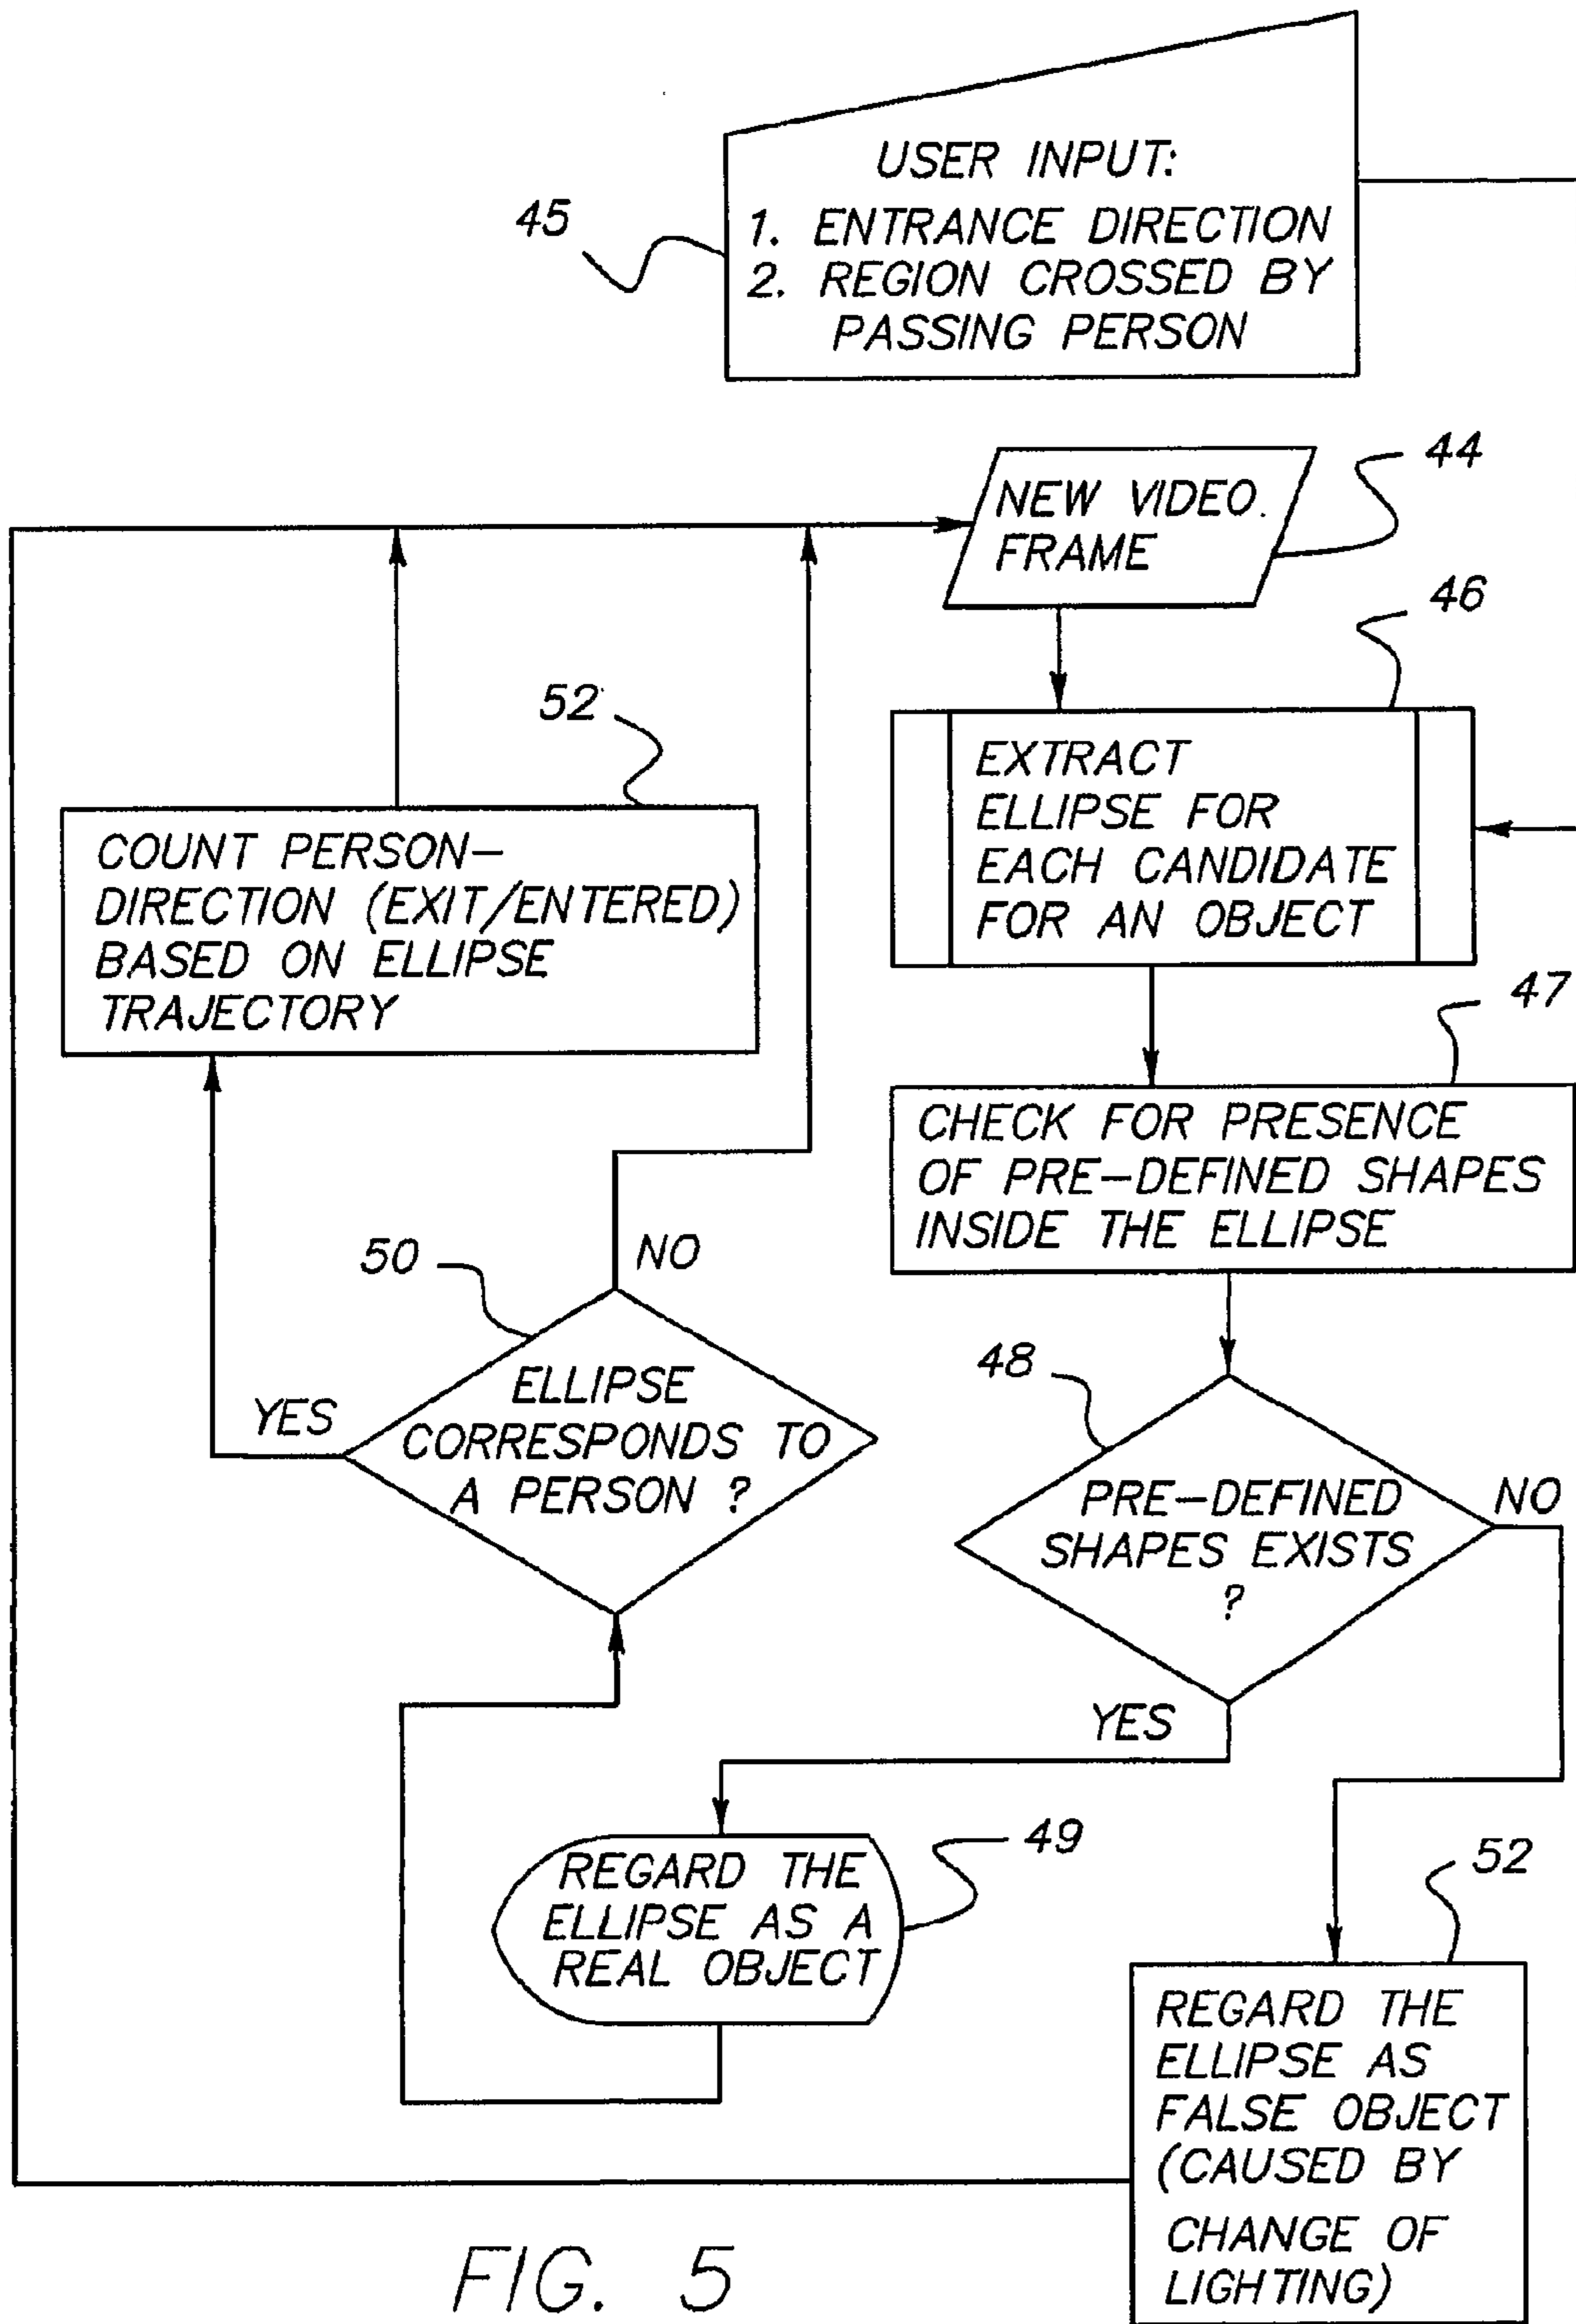 45
USER INPUT:
1. ENTRANCE DIRECTION
2. REGION CROSSED BY
PASSING PERSON
44
NEW VIDEO.
FRAME
46
EXTRACT
ELLIPSE FOR
EACH CANDIDATE
FOR AN OBJECT
52
COUNT PERSON-
DIRECTION (EXIT/ENTERED)
BASED ON ELLIPSE
TRAJECTORY
47
CHECK FOR PRESENCE
OF PRE-DEFINED SHAPES
INSIDE THE ELLIPSE
50
NO
YES
ELLIPSE
CORRESPONDS TO
A PERSON ?
48
PRE-DEFINED
SHAPES EXISTS
?
NO
YES
49
REGARD THE
ELLIPSE AS A
REAL OBJECT
52
REGARD THE
ELLIPSE AS
FALSE OBJECT
(CAUSED BY
CHANGE OF
LIGHTING)
FIG. 5